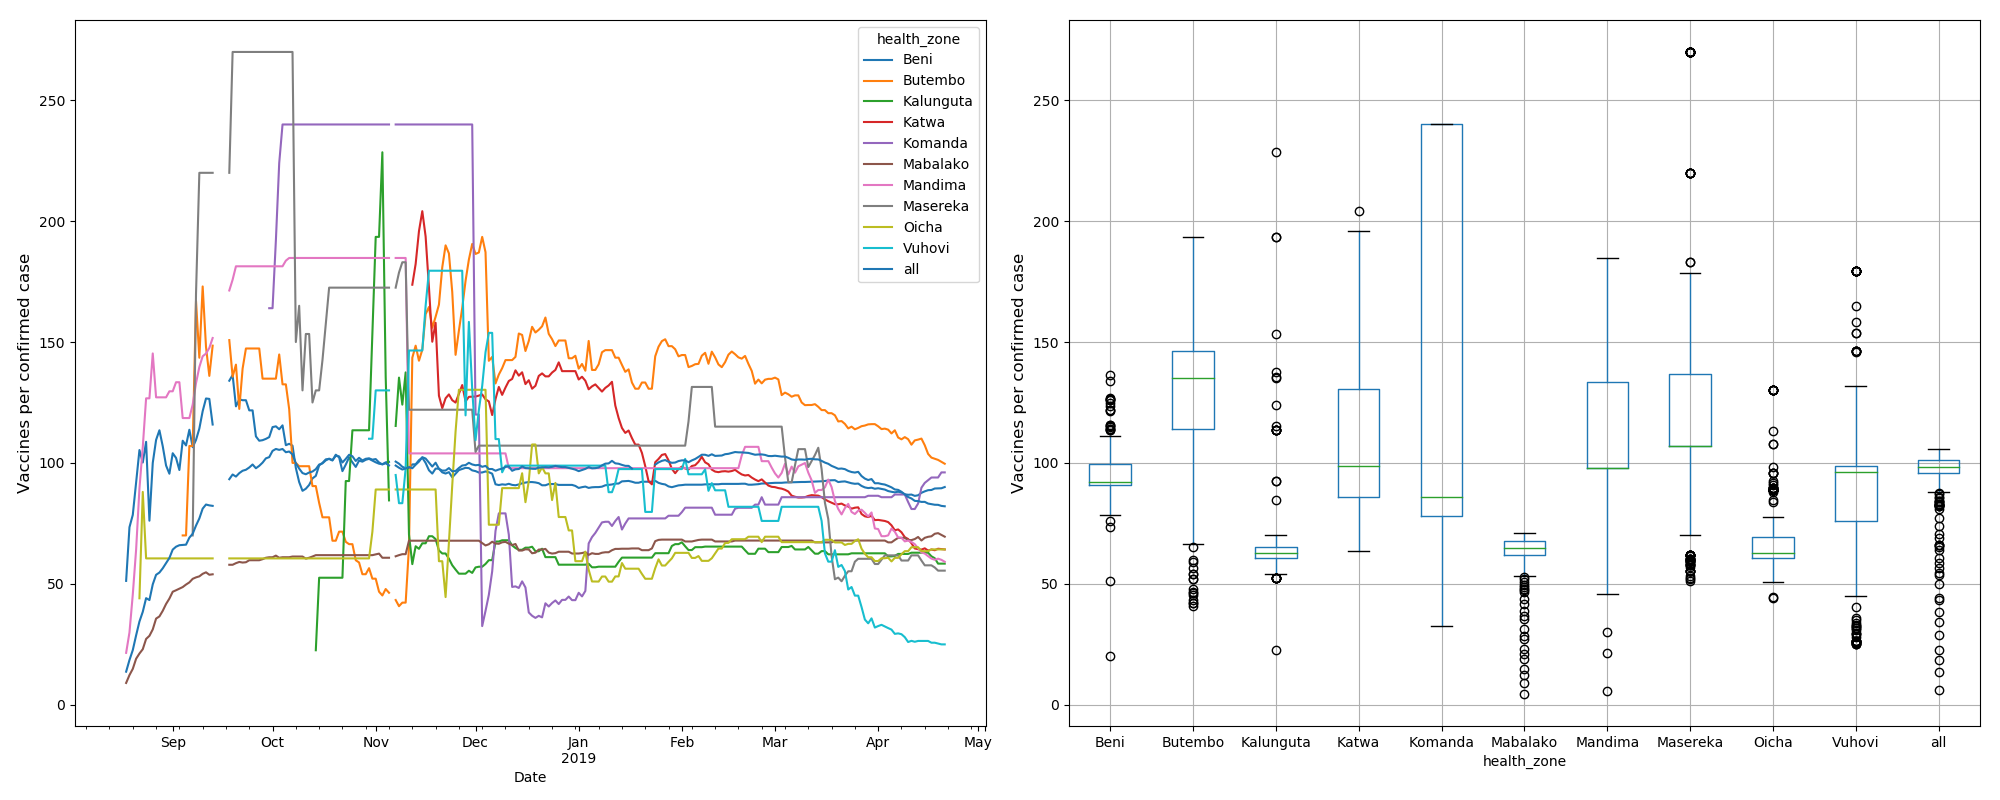 Vaccines per confirmed case
250
200
150
100
50
0
Sep Oct Nov Dec Jan Feb Mar Apr May
2019
Date
health_zone
Beni
Butembo
Kalunguta
Katwa
Komanda
Mabalako
Mandima
Masereka
Oicha
Vuhovi
all
Vaccines per confirmed case
250
200
150
100
50
0
Beni Butembo Kalunguta Katwa Komanda Mabalako Mandima Masereka Oicha Vuhovi all
health_zone